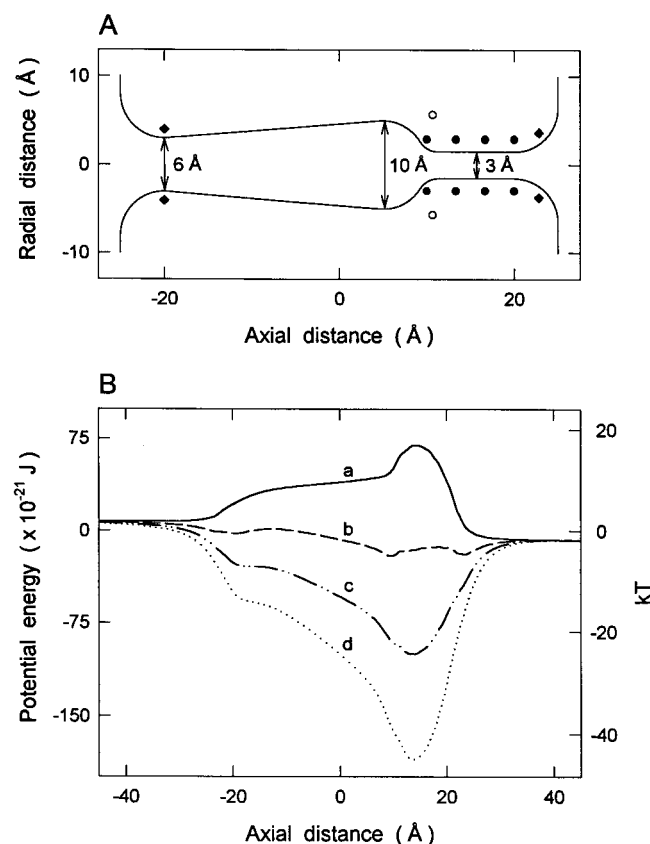 A
Radial distance (Å)
10
0
-10
6 Å
10 Å
3 Å
-20
0
20
Axial distance (Å)
B
Potential energy (x 10⁻²¹ J)
75
0
-75
-150
a
b
c
d
20
0
-20
-40
kT
-40
-20
0
20
40
Axial distance (Å)